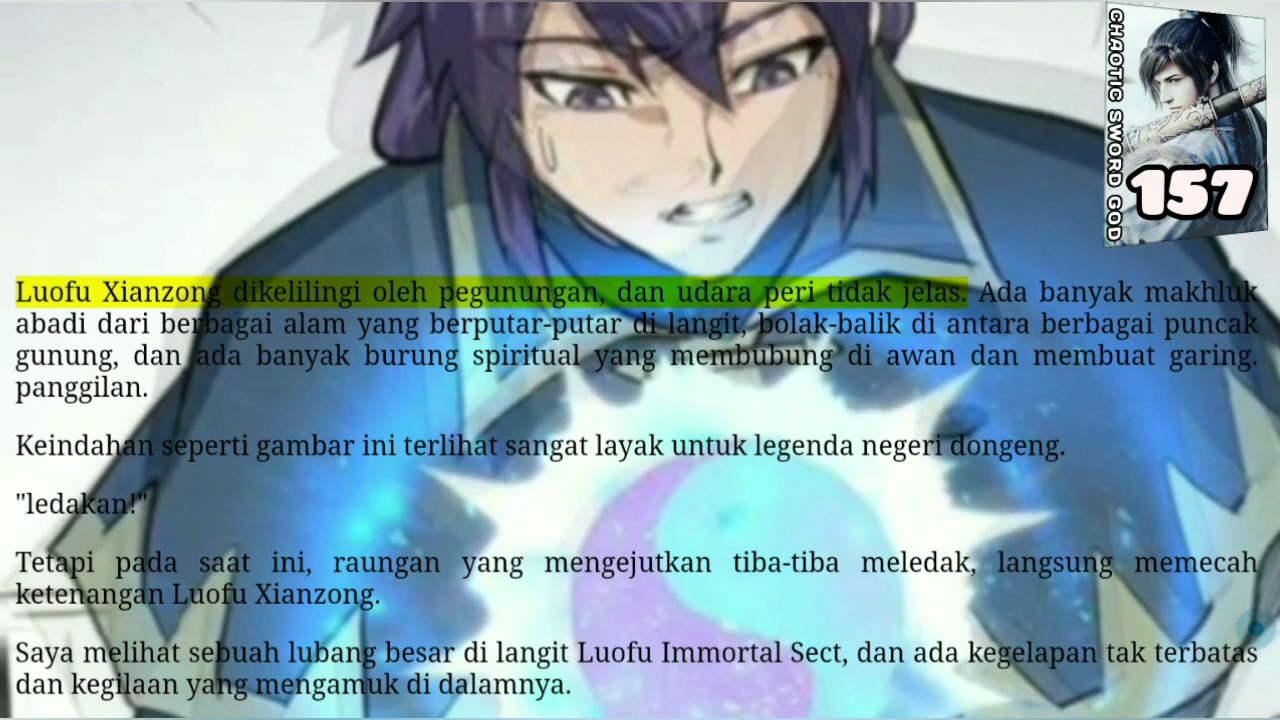 CHAOTIC SWORD GOD
157
Luofu Xianzong dikelilingi oleh pegunungan, dan udara peri tidak jelas. Ada banyak makhluk
abadi dari berbagai alam yang berputar-putar di langit, bolak-balik di antara berbagai puncak
gunung, dan ada banyak burung spiritual yang membubung di awan dan membuat garing.
panggilan.
Keindahan seperti gambar ini terlihat sangat layak untuk legenda negeri dongeng.
"ledakan!"
Tetapi pada saat ini, raungan yang mengejutkan tiba-tiba meledak, langsung memecah
ketenangan Luofu Xianzong.
Saya melihat sebuah lubang besar di langit Luofu Immortal Sect, dan ada kegelapan tak terbatas
dan kegilaan yang mengamuk di dalamnya.